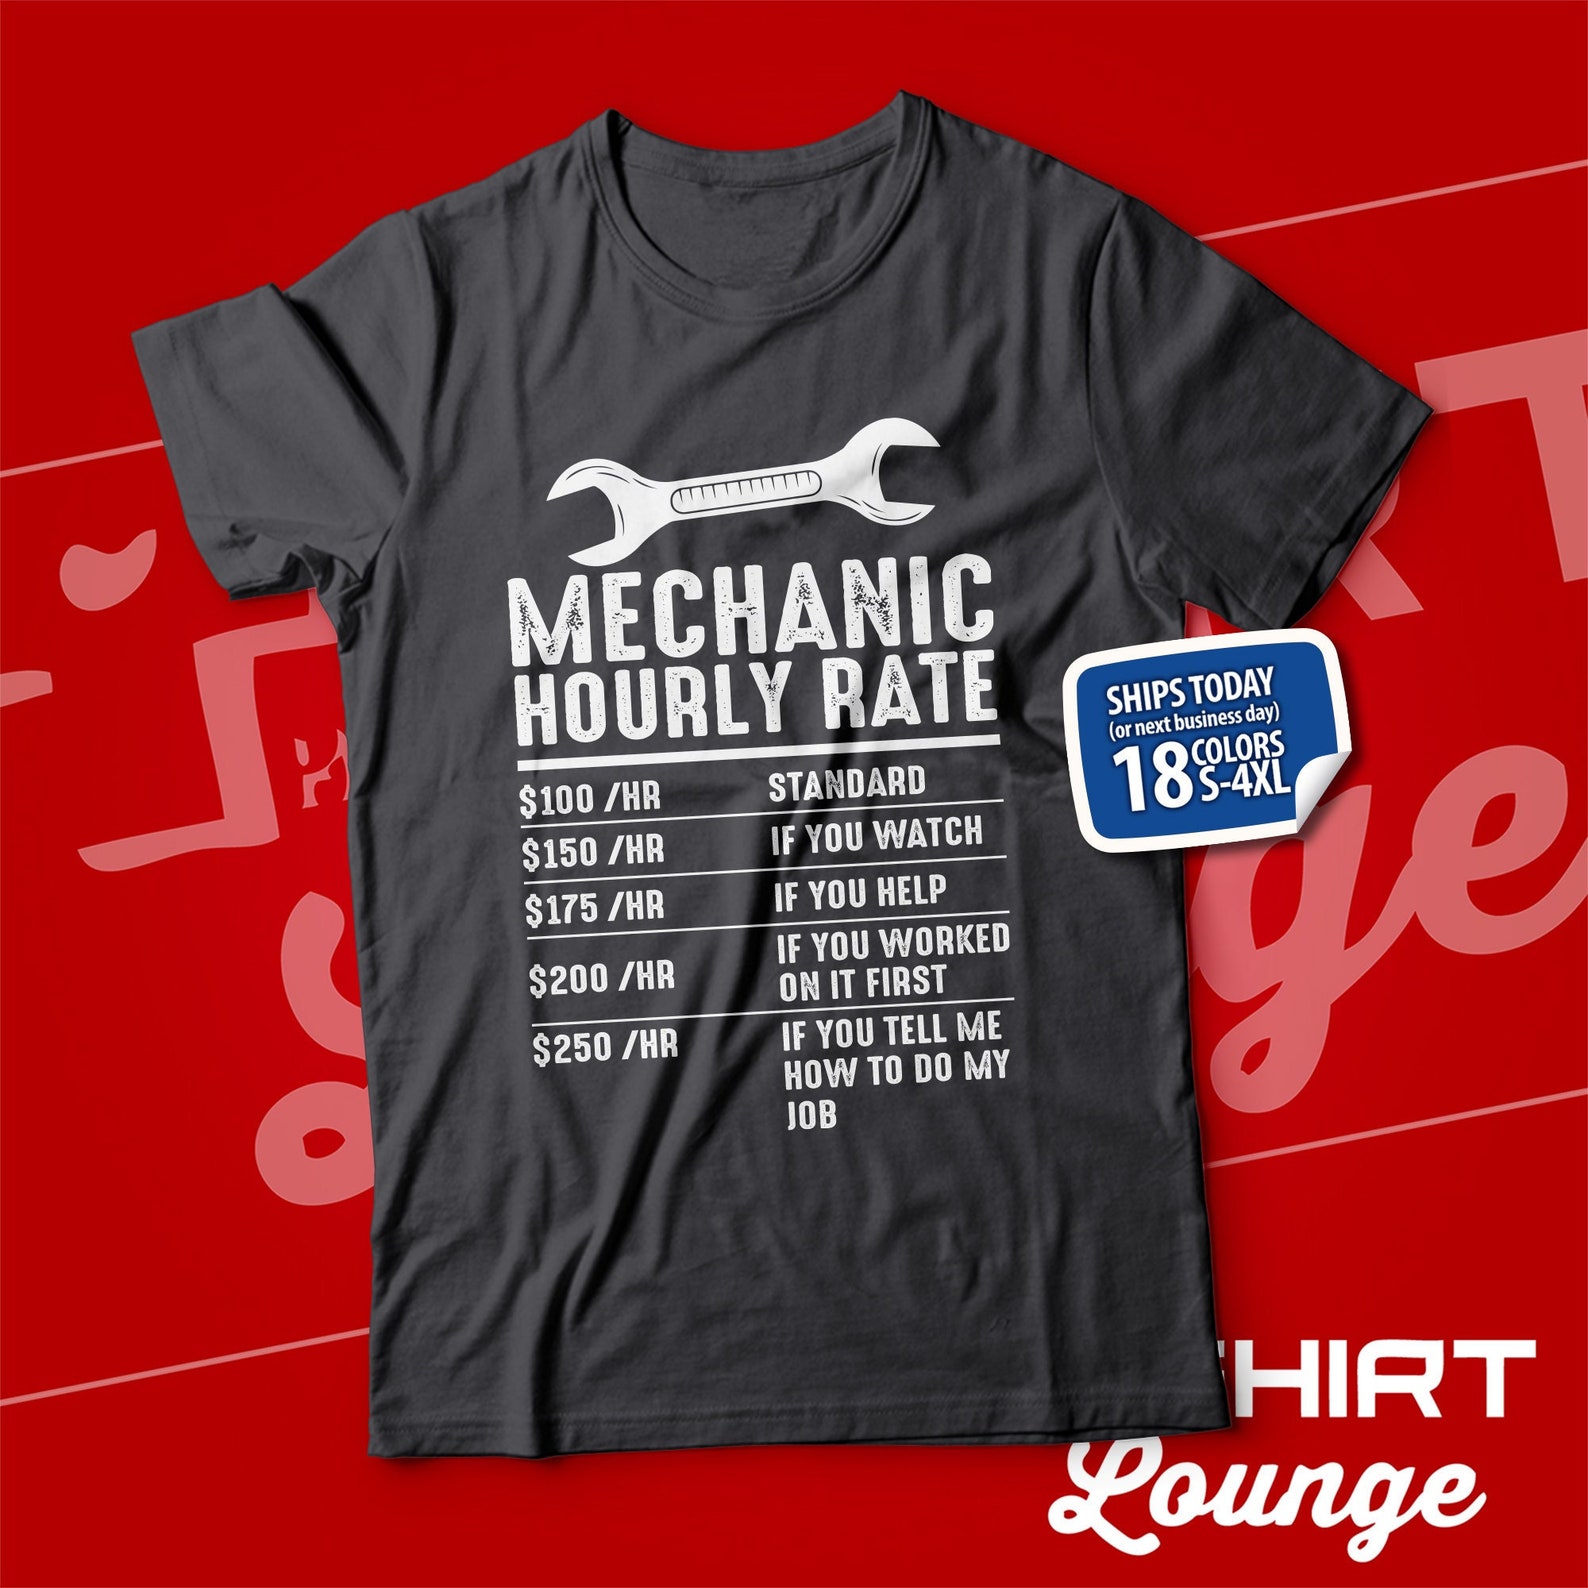 MECHANIC
HOURLY RATE
$100 /HR STANDARD
$150 /HR IF YOU WATCH
$175 /HR IF YOU HELP
$200 /HR IF YOU WORKED
ON IT FIRST
$250 /HR IF YOU TELL ME
HOW TO DO MY
JOB
SHIPS TODAY
(or next business day)
18 COLORS
S-4XL
SHIRT
Lounge